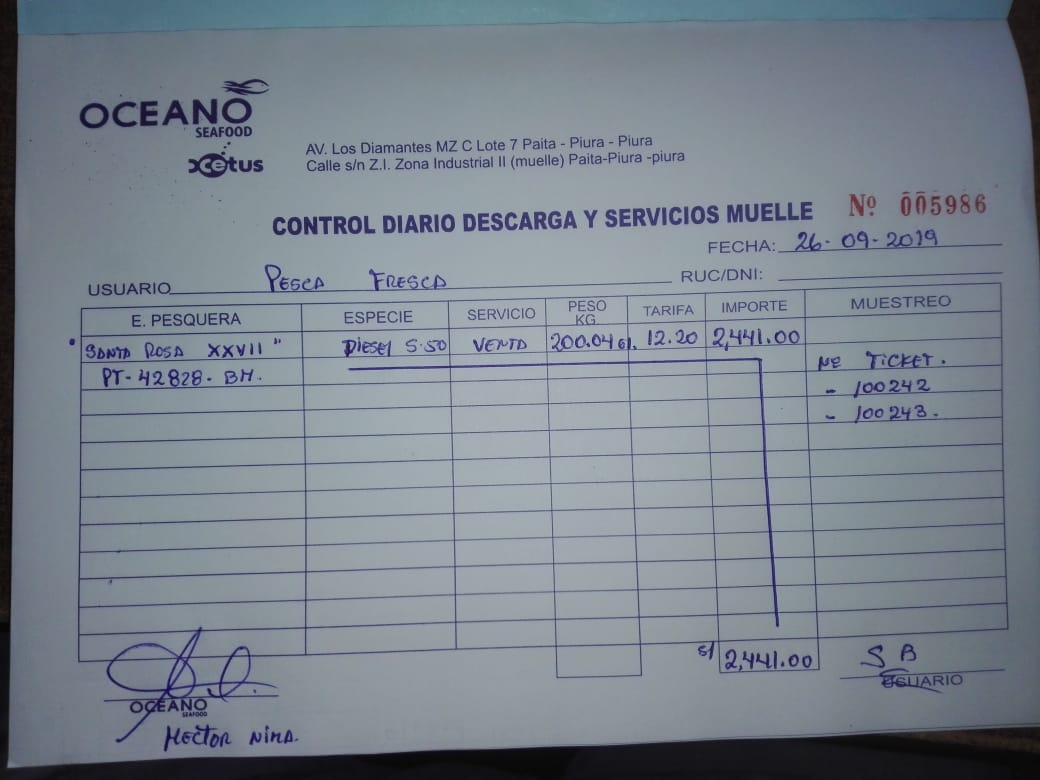 OCEANO
SEAFOOD
xcetus
AV. Los Diamantes MZ C Lote 7 Paita - Piura - Piura
Calle s/n Z.I. Zona Industrial II (muelle) Paita-Piura -piura
CONTROL DIARIO DESCARGA Y SERVICIOS MUELLE Nº 005986
FECHA: 26-09-2019
USUARIO PESCA FRESCA RUC/DNI:
E. PESQUERA ESPECIE SERVICIO PESO KG. TARIFA IMPORTE MUESTREO
"SANTA ROSA XXVII" DIESEL S-50 VENTA 200.04 Gl. 12.20 2,441.00
PT-42828-BM. Nº TICKET.
- 100242
- 100243.
S/ 2,441.00
S B
USUARIO
OCEANO
SEAFOOD
HECTOR NIMA.